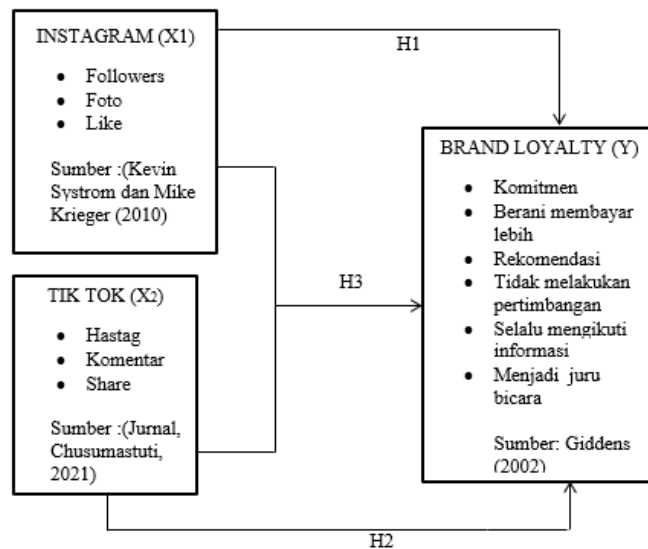 INSTAGRAM (X1)
• Followers
• Foto
• Like
Sumber :(Kevin
Systrom dan Mike
Krieger (2010)
H1
BRAND LOYALTY (Y)
• Komitmen
• Berani membayar
lebih
• Rekomendasi
• Tidak melakukan
pertimbangan
• Selalu mengikuti
informasi
• Menjadi juru
bicara
Sumber: Giddens
(2002)
H3
TIK TOK (X2)
• Hastag
• Komentar
• Share
Sumber :(Jurnal,
Chusumastuti,
2021)
H2